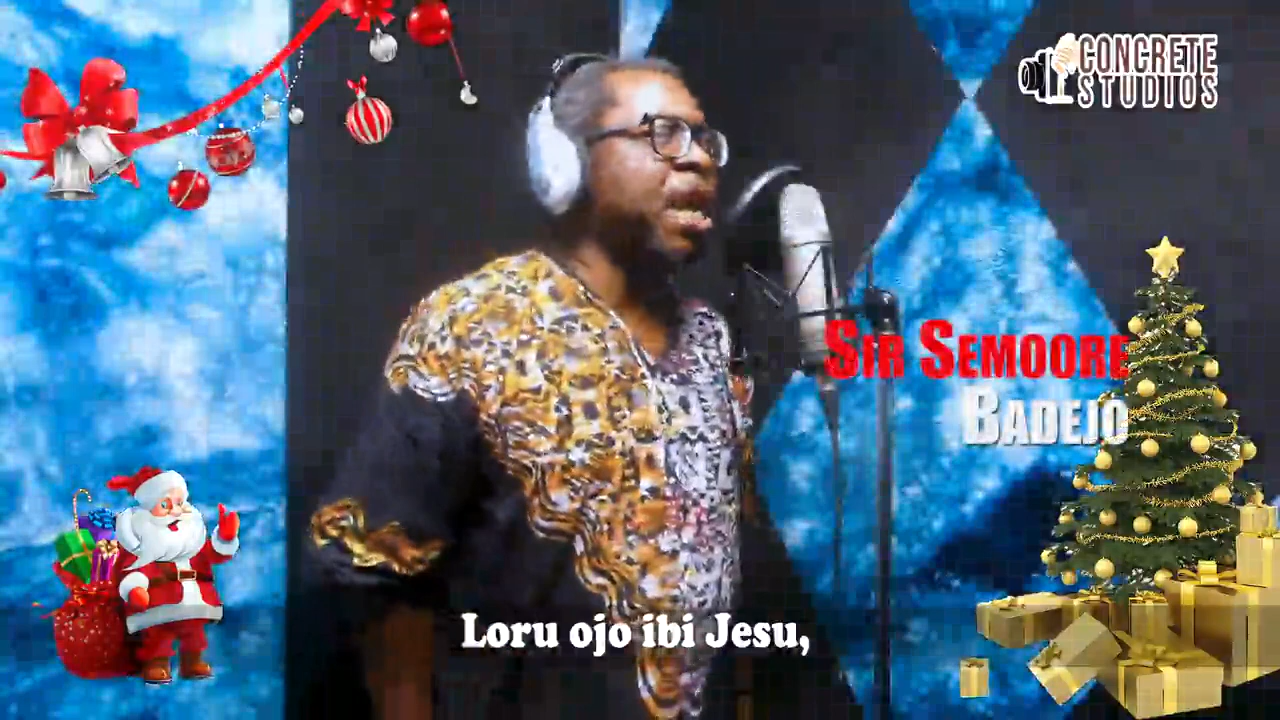 CONCRETE
STUDIOS
SIR SEMOORE
BADEJO
Loru ojo ibi Jesu,